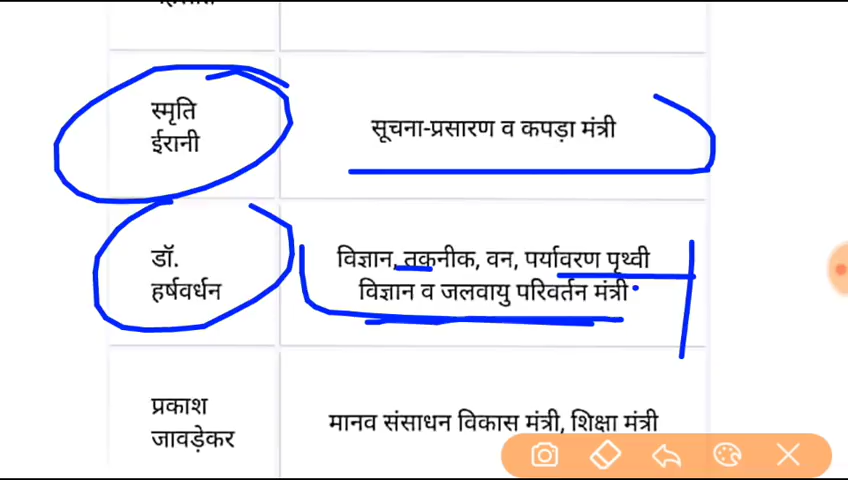 स्मृति
ईरानी
सूचना-प्रसारण व कपड़ा मंत्री
डॉ.
हर्षवर्धन
विज्ञान, तकनीक, वन, पर्यावरण पृथ्वी
विज्ञान व जलवायु परिवर्तन मंत्री
प्रकाश
जावड़ेकर
मानव संसाधन विकास मंत्री, शिक्षा मंत्री